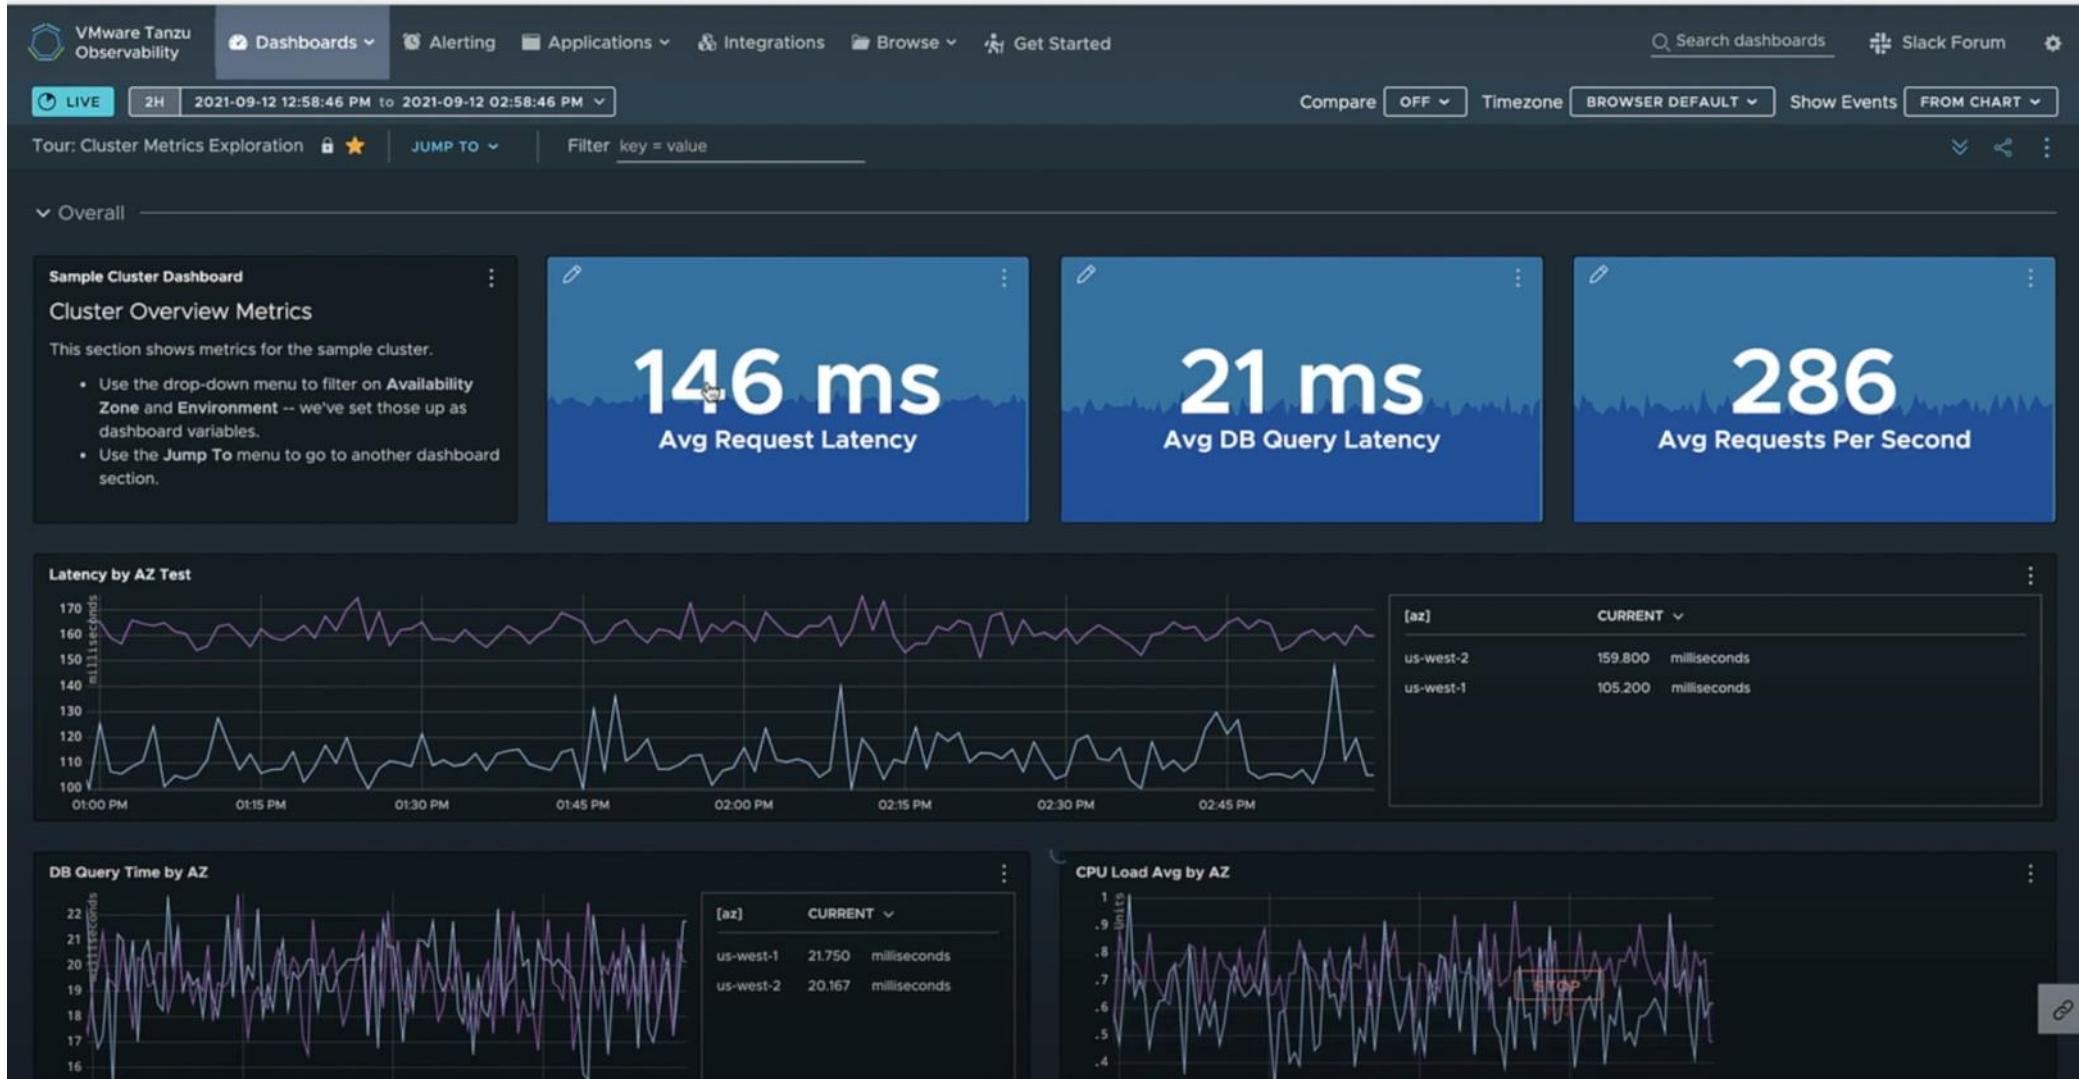 VMware Tanzu
Observability
Dashboards
Alerting
Applications
Integrations
Browse
Get Started
Search dashboards
Slack Forum
LIVE
2H
2021-09-12 12:58:46 PM to 2021-09-12 02:58:46 PM
Compare
OFF
Timezone
BROWSER DEFAULT
Show Events
FROM CHART
Tour: Cluster Metrics Exploration
JUMP TO
Filter key = value
Overall
Sample Cluster Dashboard
Cluster Overview Metrics
This section shows metrics for the sample cluster.
• Use the drop-down menu to filter on Availability
Zone and Environment -- we've set those up as
dashboard variables.
• Use the Jump To menu to go to another dashboard
section.
146 ms
Avg Request Latency
21 ms
Avg DB Query Latency
286
Avg Requests Per Second
Latency by AZ Test
170
160
150
140
130
120
110
100
milliseconds
01:00 PM
01:15 PM
01:30 PM
01:45 PM
02:00 PM
02:15 PM
02:30 PM
02:45 PM
[az]
CURRENT
us-west-2 159.800 milliseconds
us-west-1 105.200 milliseconds
DB Query Time by AZ
22
21
20
19
18
17
16
milliseconds
[az]
CURRENT
us-west-1 21.750 milliseconds
us-west-2 20.167 milliseconds
CPU Load Avg by AZ
1
.9
.8
.7
.6
.5
.4
Units
STOP